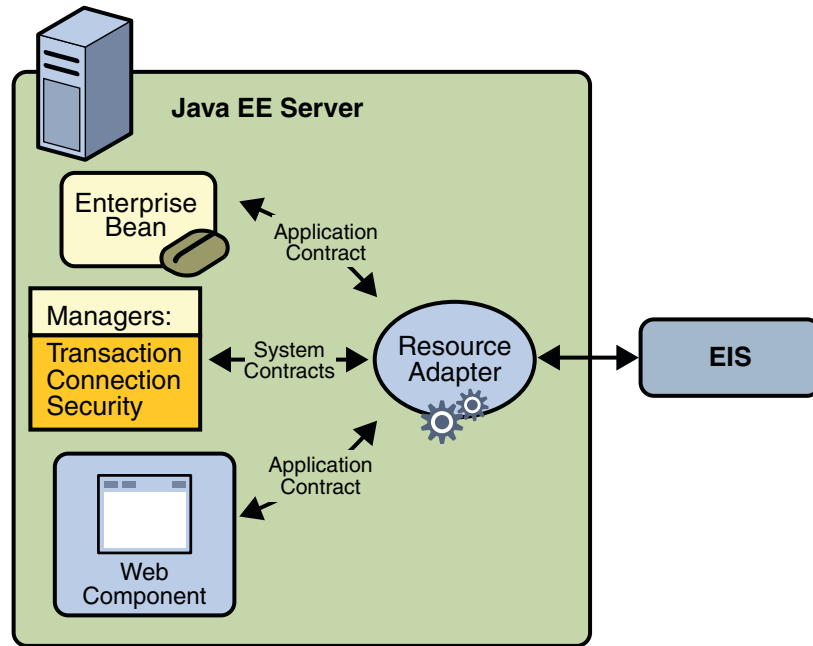 Java EE Server
Enterprise
Bean
Application
Contract
Managers:
Transaction
Connection
Security
System
Contracts
Resource
Adapter
EIS
Application
Contract
Web
Component